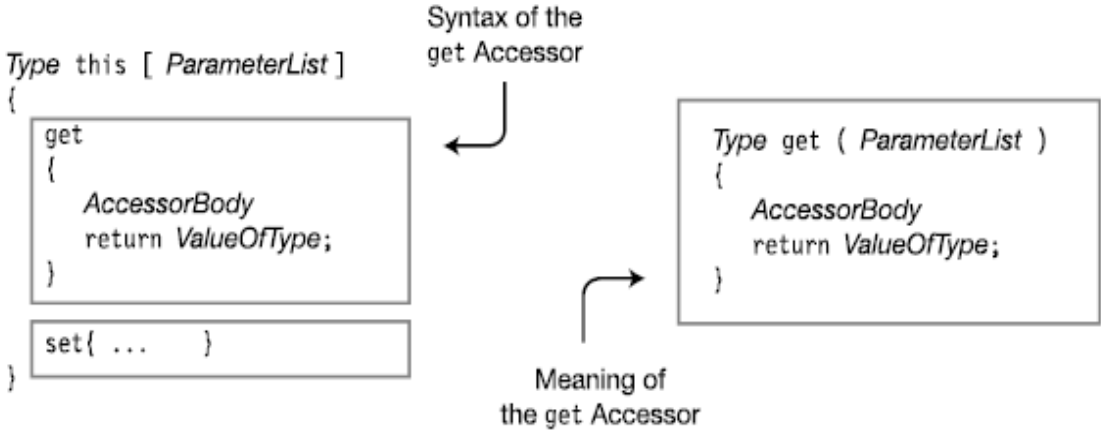 Syntax of the
get Accessor
Type this [ ParameterList ]
{
get
{
AccessorBody
return ValueOfType;
}
set{ ... }
}
Type get ( ParameterList )
{
AccessorBody
return ValueOfType;
}
Meaning of
the get Accessor